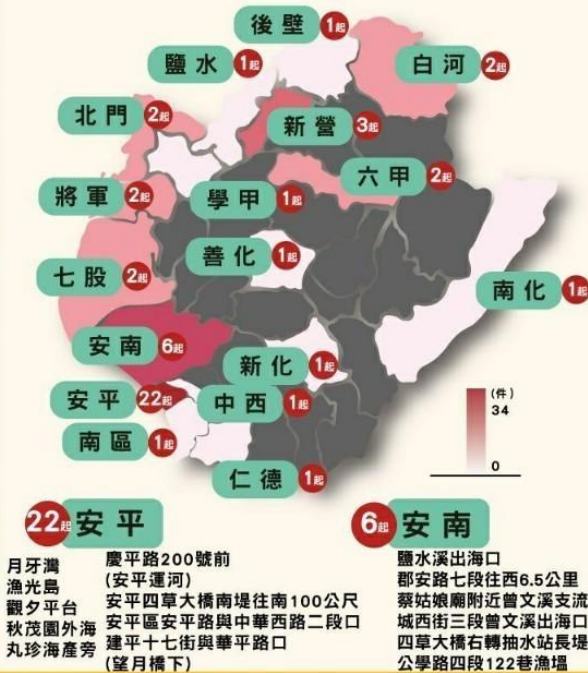 後壁 1起
鹽水 1起
白河 2起
北門 2起
新營 3起
六甲 2起
將軍 2起
學甲 1起
善化 1起
七股 2起
南化 1起
安南 6起
新化 1起
安平 22起
中西 1起
南區 1起
仁德 1起
(件)
34
0
22起 安平
月牙灣
漁光島
觀夕平台
秋茂園外海
丸珍海產旁
慶平路200號前
(安平運河)
安平四草大橋南堤往南100公尺
安平區安平路與中華西路二段口
建平十七街與華平路口
(望月橋下)
6起 安南
鹽水溪出海口
郡安路七段往西6.5公里
蔡姑娘廟附近曾文溪支流
城西街三段曾文溪出海口
四草大橋右轉抽水站長堤
公學路四段122巷漁塭